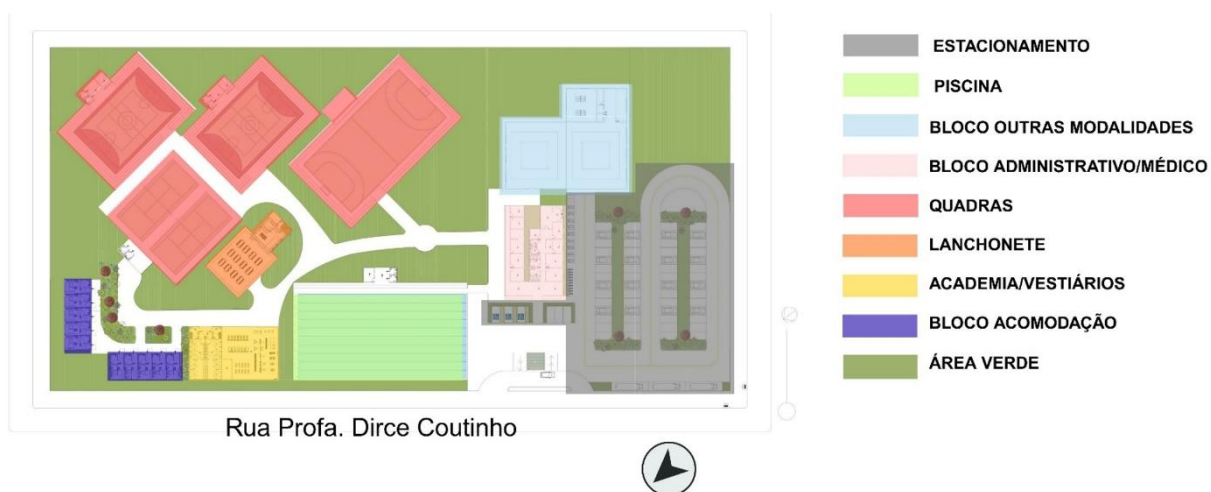 ESTACIONAMENTO
PISCINA
BLOCO OUTRAS MODALIDADES
BLOCO ADMINISTRATIVO/MÉDICO
QUADRAS
LANCHONETE
ACADEMIA/VESTIÁRIOS
BLOCO ACOMODAÇÃO
ÁREA VERDE
Rua Profa. Dirce Coutinho